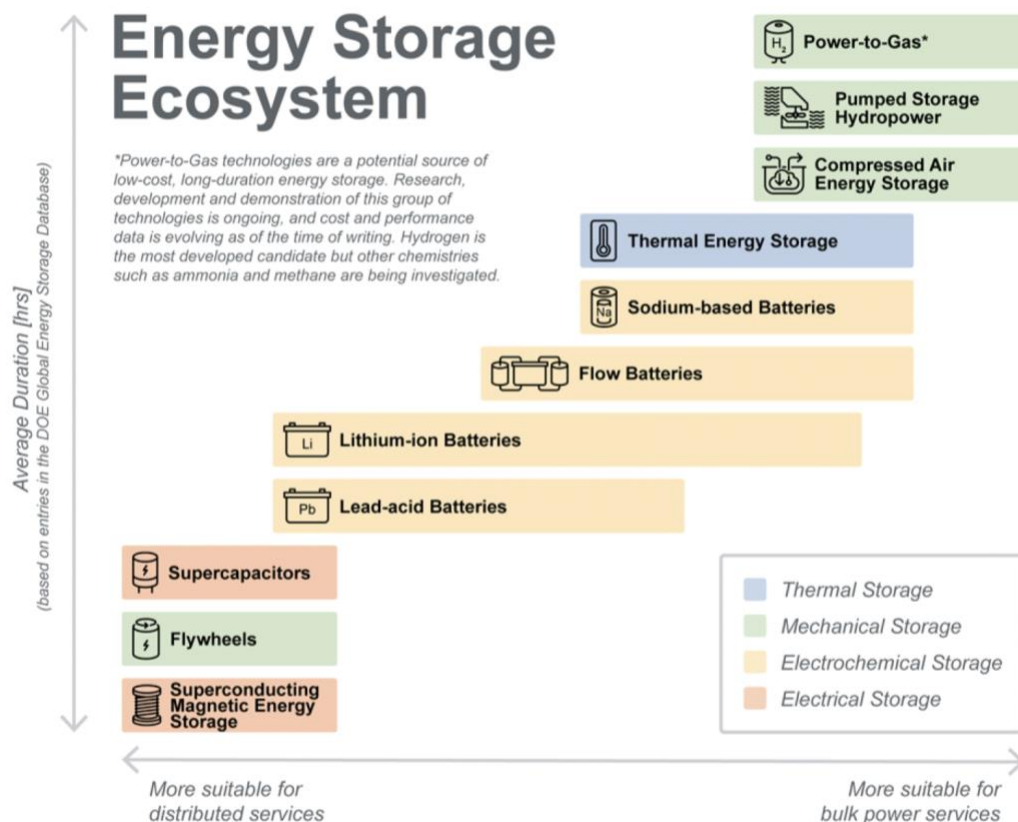 Energy Storage
Ecosystem
*Power-to-Gas technologies are a potential source of
low-cost, long-duration energy storage. Research,
development and demonstration of this group of
technologies is ongoing, and cost and performance
data is evolving as of the time of writing. Hydrogen is
the most developed candidate but other chemistries
such as ammonia and methane are being investigated.
Average Duration [hrs]
(based on entries in the DOE Global Energy Storage Database)
H₂
Power-to-Gas*
Pumped Storage
Hydropower
Compressed Air
Energy Storage
Thermal Energy Storage
Na
Sodium-based Batteries
Flow Batteries
Li
Lithium-ion Batteries
Pb
Lead-acid Batteries
Supercapacitors
Flywheels
Superconducting
Magnetic Energy
Storage
Thermal Storage
Mechanical Storage
Electrochemical Storage
Electrical Storage
More suitable for
distributed services
More suitable for
bulk power services